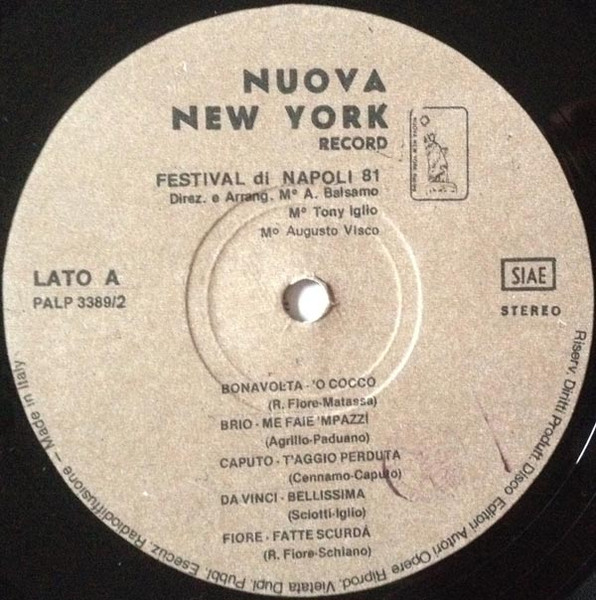 NUOVA
NEW YORK
RECORD
FESTIVAL di NAPOLI 81
Direz. e Arrang. Mº A. Balsamo
Mº Tony Iglio
Mº Augusto Visco
LATO A
PALP 3389/2
SIAE
STEREO
BONAVOLTA - 'O COCCO
(R. Fiore-Matassa)
BRIO - ME FAIE 'MPAZZÍ
(Agrillo-Paduano)
CAPUTO - T'AGGIO PERDUTA
(Cennamo-Caputo)
DA VINCI - BELLISSIMA
(Sciotti-Iglio)
FIORE - FATTE SCURDÀ
(R. Fiore-Schiano)
Riserv. Diritti Produtt. Disco Editori Autori Opere Riprod. Vietata Dupl. Pubbl. Esecuz. Radiodiffusione - Made in Italy